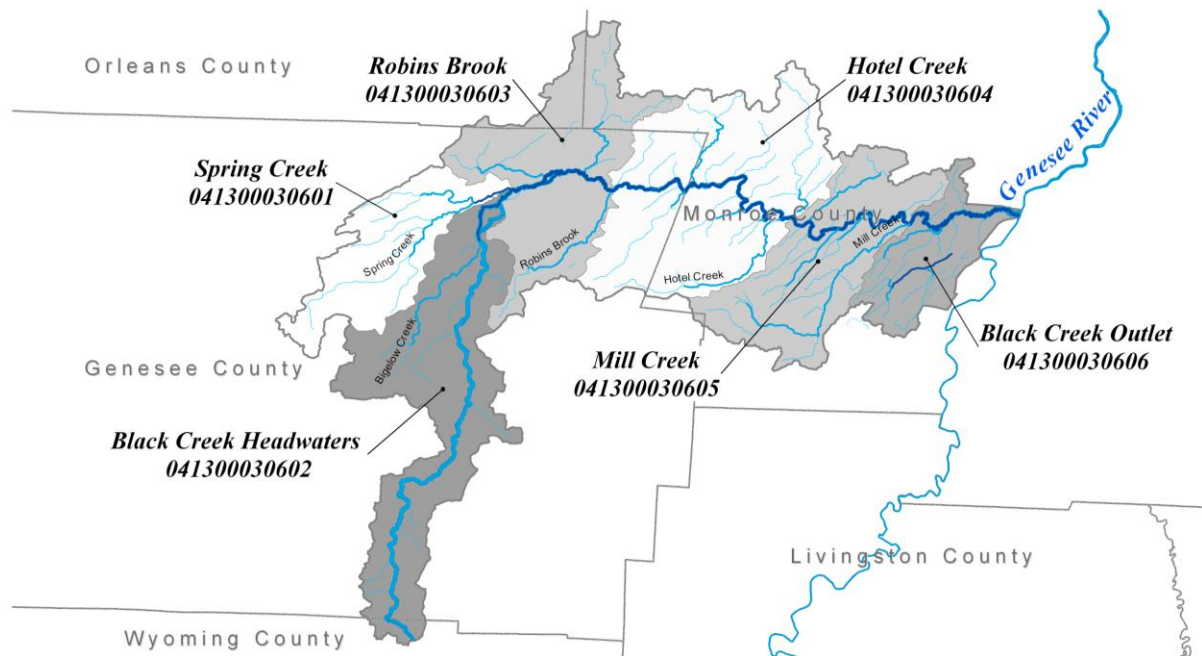 Orleans County
Robins Brook
041300030603
Hotel Creek
041300030604
Genesee River
Spring Creek
041300030601
Monroe County
Mill Creek
Spring Creek
Robins Brook
Hotel Creek
Bigelow Creek
Genesee County
Mill Creek
041300030605
Black Creek Outlet
041300030606
Black Creek Headwaters
041300030602
Livingston County
Wyoming County